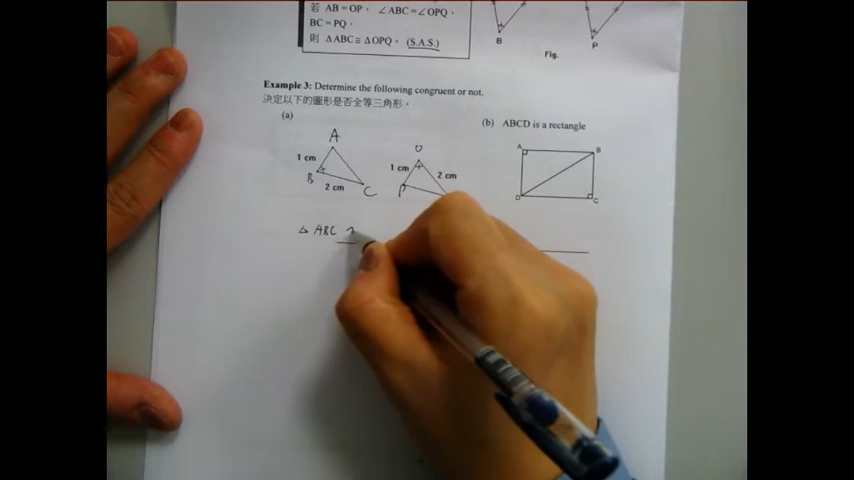 若 AB = OP , ∠ABC = ∠OPQ ,
BC = PQ ,
則 ΔABC ≅ ΔOPQ , (S.A.S.)
B
P
Fig.
Example 3: Determine the following congruent or not.
決定以下的圖形是否全等三角形。
(a)
(b) ABCD is a rectangle
A
1 cm
B
2 cm
C
O
1 cm
2 cm
P
A
B
D
C
Δ ABC